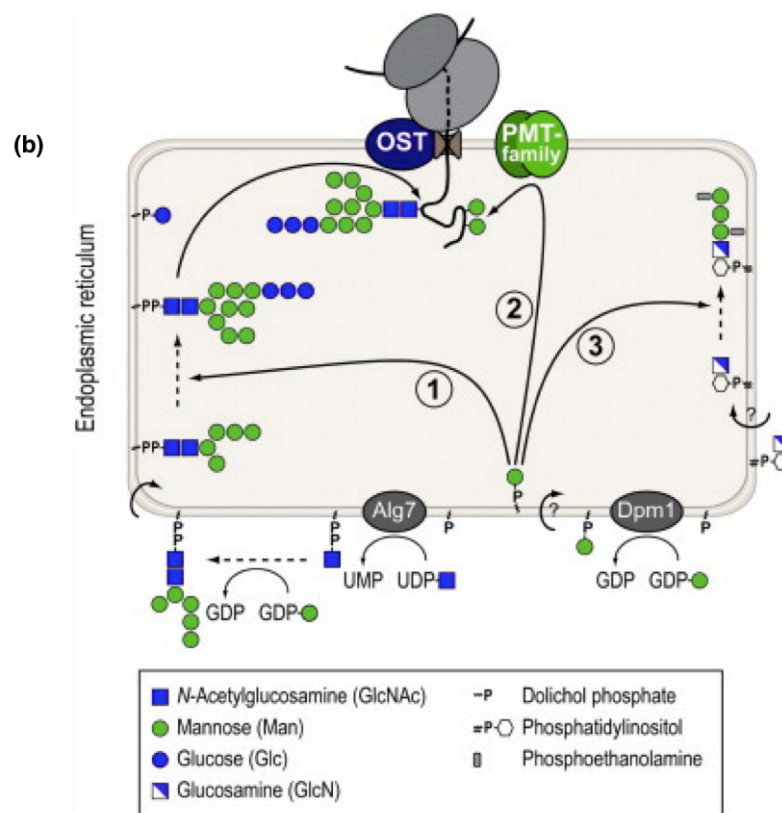 (b)
OST
PMT-
family
P
Endoplasmic reticulum
PP
2
3
P
1
P
?
PP
P
P
?
Alg7
P
Dpm1
P
P
P
P
P
P
UMP UDP
GDP GDP
GDP GDP
N-Acetylglucosamine (GlcNAc)
P Dolichol phosphate
Mannose (Man)
P Phosphatidylinositol
Glucose (Glc)
Phosphoethanolamine
Glucosamine (GlcN)